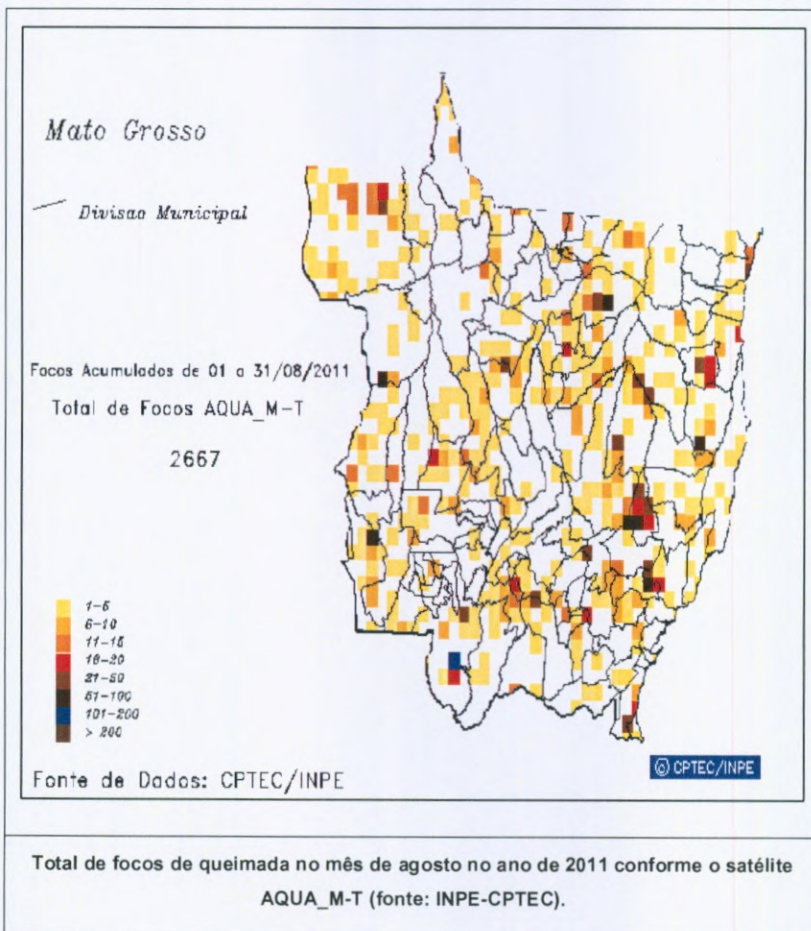 Mato Grosso
Divisao Municipal
Focos Acumulados de 01 a 31/08/2011
Total de Focos AQUA_M-T
2667
1-5
6-10
11-15
16-20
21-50
51-100
101-200
> 200
Fonte de Dados: CPTEC/INPE
© CPTEC/INPE
Total de focos de queimada no mês de agosto no ano de 2011 conforme o satélite
AQUA_M-T (fonte: INPE-CPTEC).